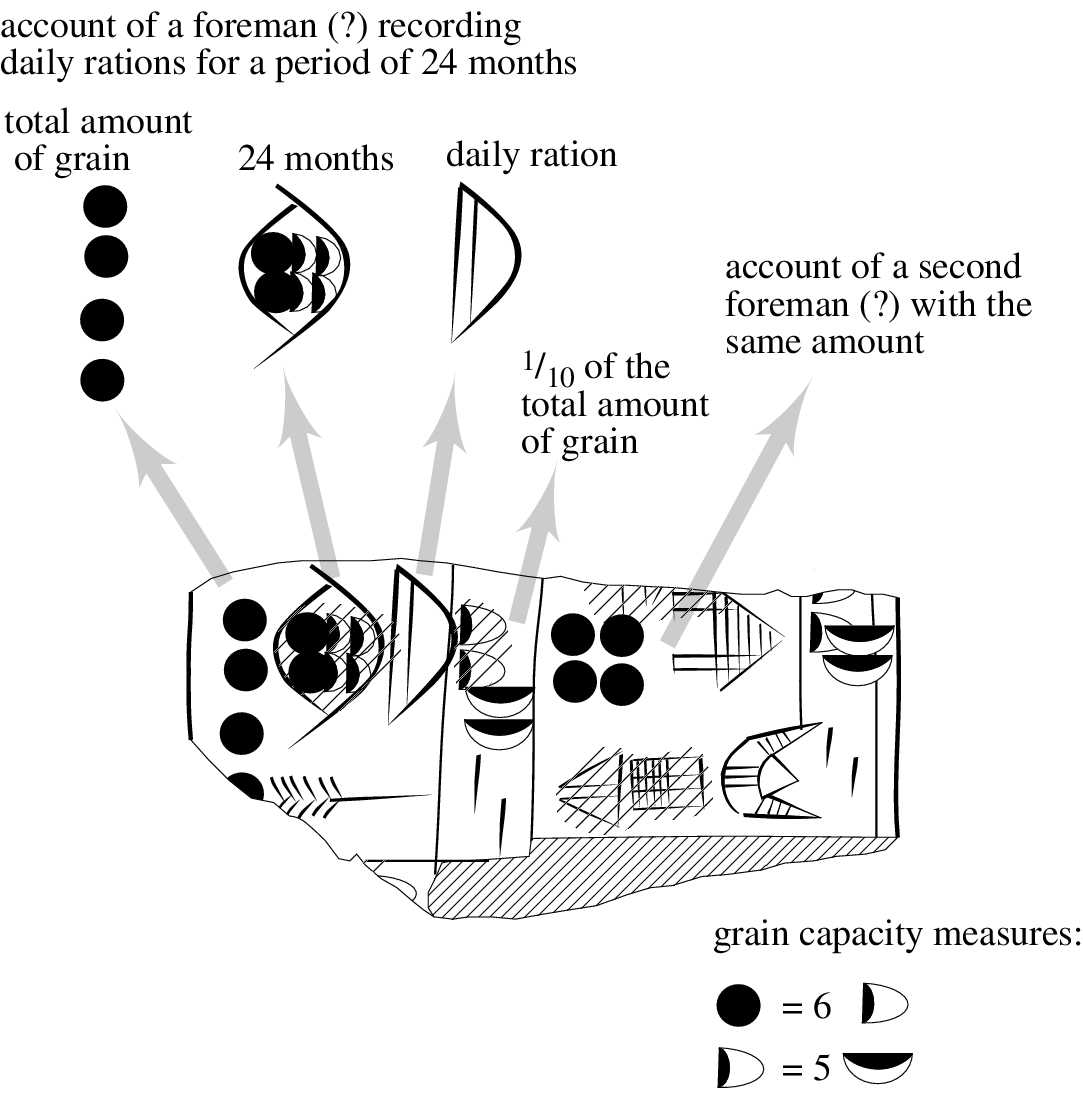 account of a foreman (?) recording
daily rations for a period of 24 months
total amount
of grain
24 months
daily ration
1/10 of the
total amount
of grain
account of a second
foreman (?) with the
same amount
grain capacity measures:
= 6
= 5